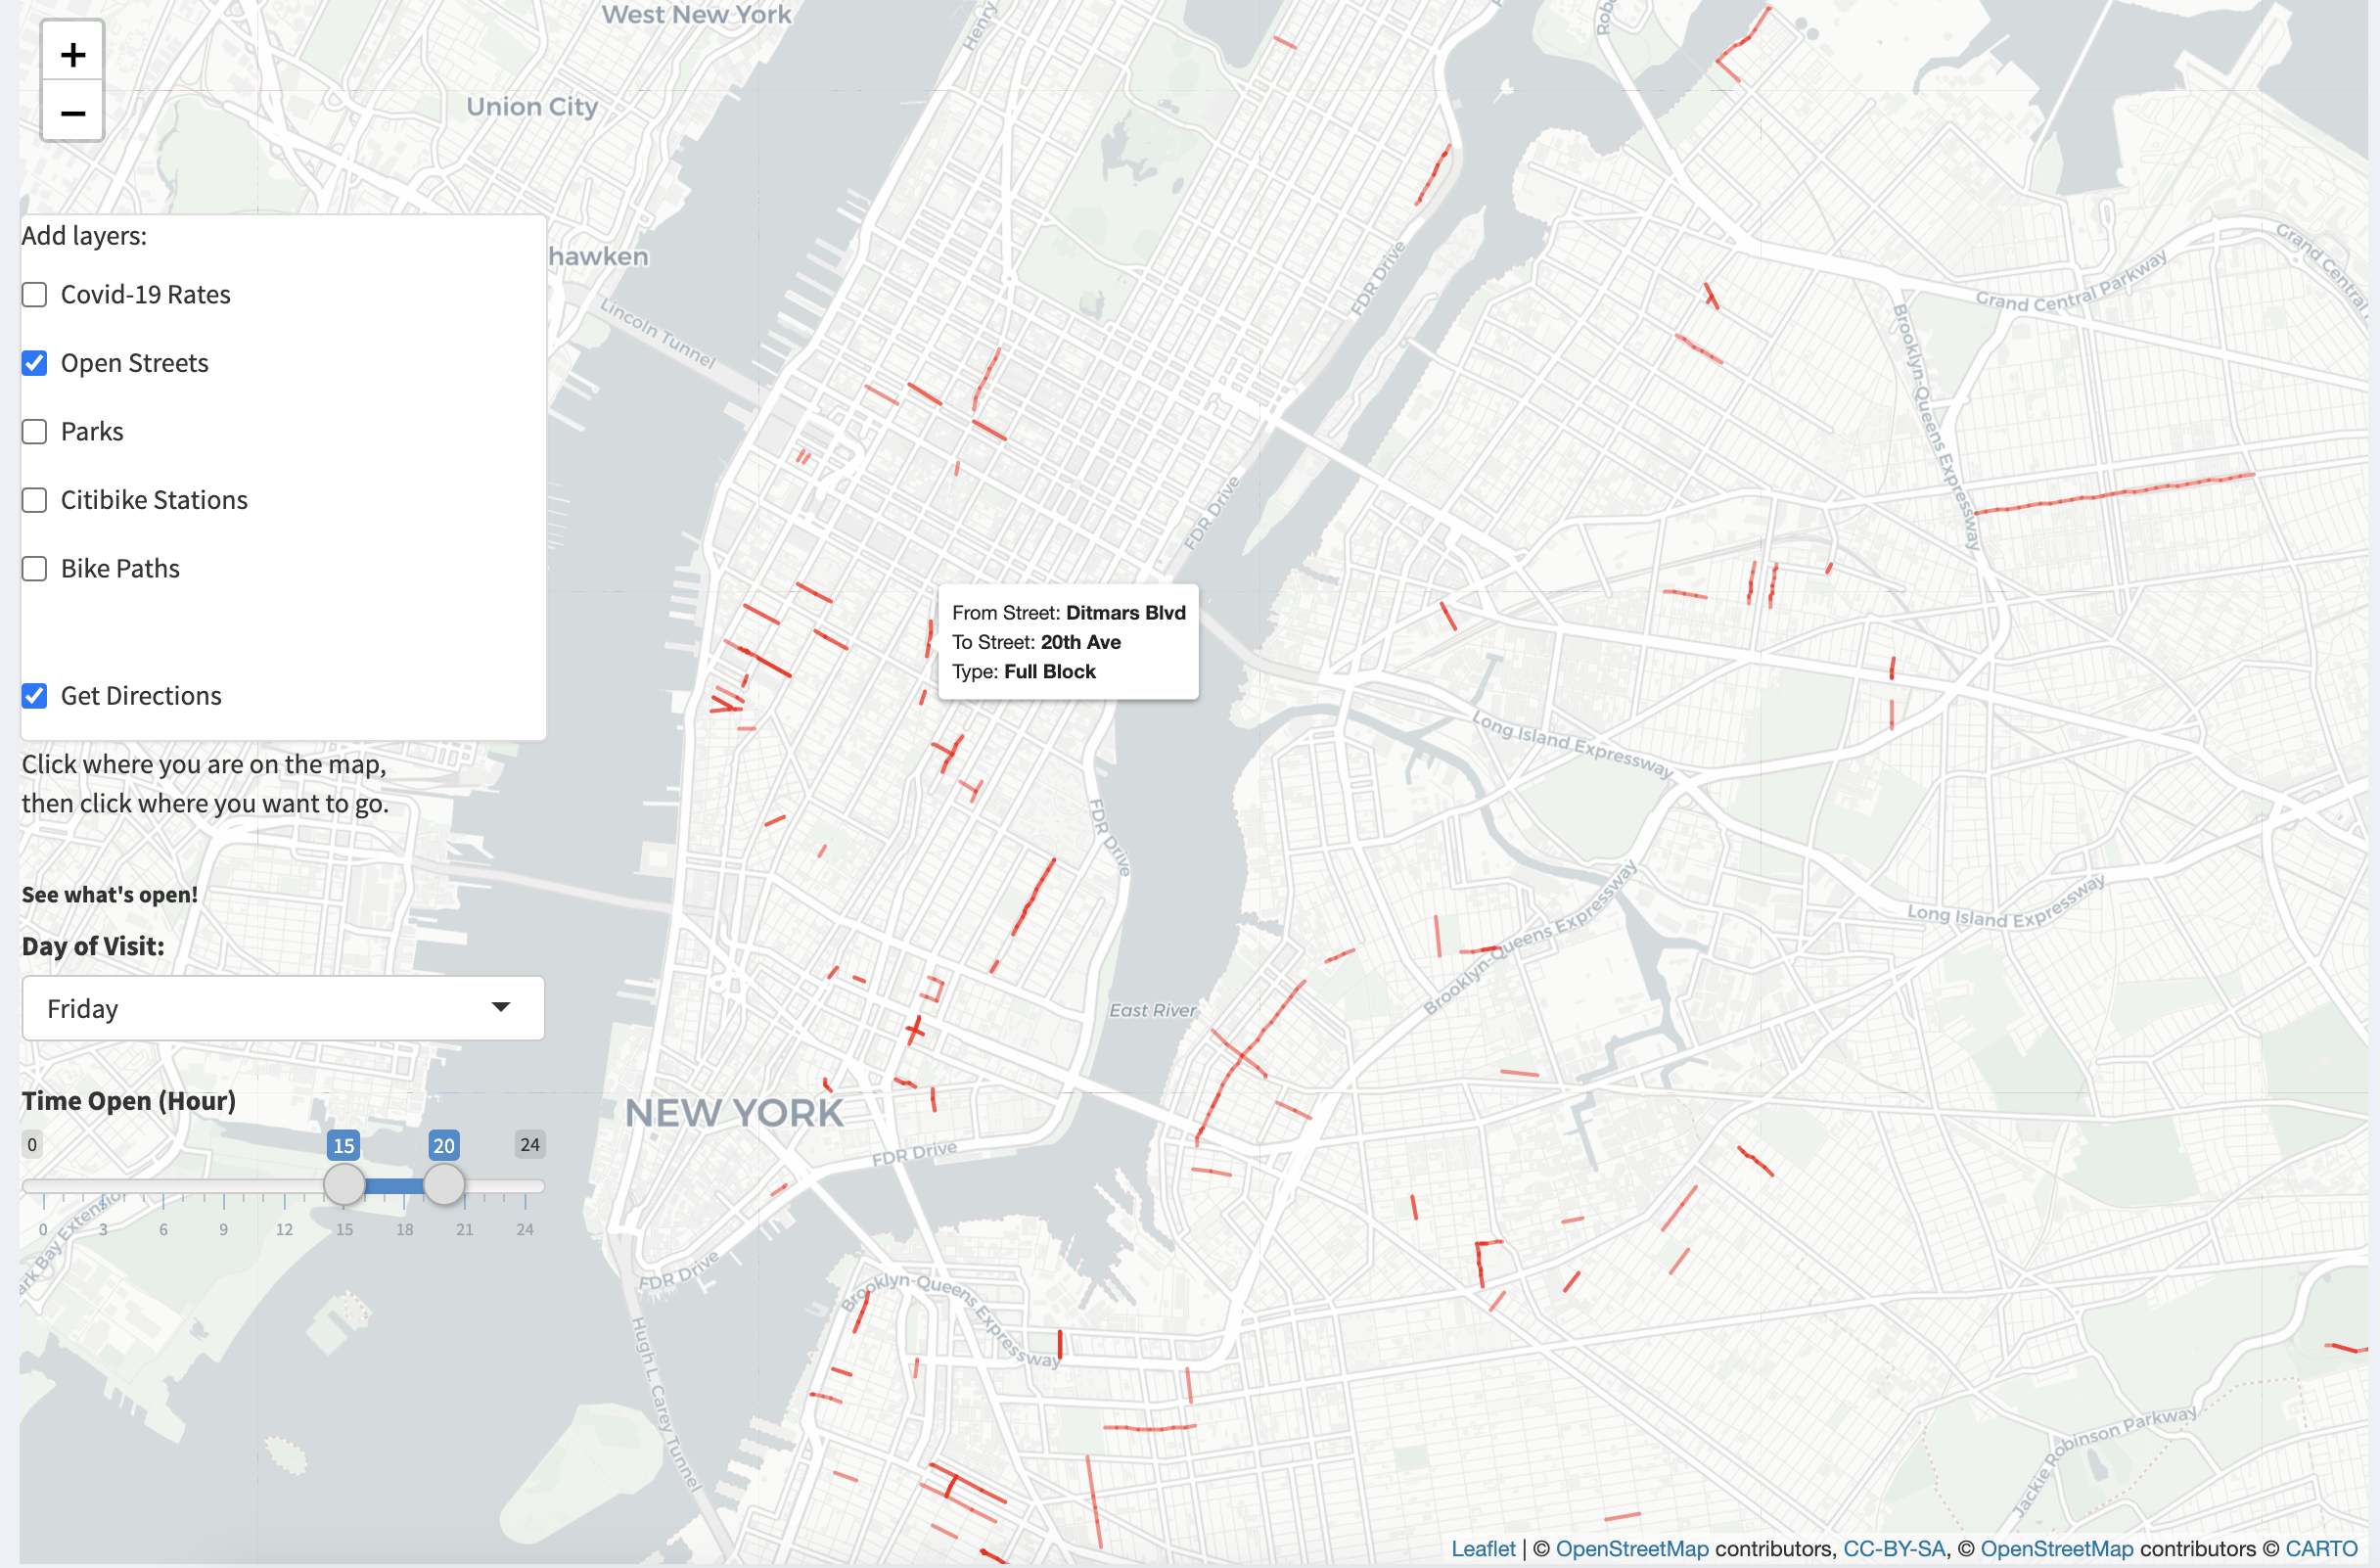 West New York
Henry
Robe
+
Union City
−
Add layers:
hawken
Covid-19 Rates
Lincoln Tunnel
FDR Drive
Grand Central Parkway
Grand Central
Open Streets
Brooklyn-Queens Expressway
Parks
Citibike Stations
FDR Drive
Bike Paths
From Street: Ditmars Blvd
To Street: 20th Ave
Type: Full Block
Get Directions
Long Island Expressway
Click where you are on the map,
then click where you want to go.
FDR Drive
See what's open!
Long Island Expressway
Brooklyn-Queens Expressway
Day of Visit:
Friday
East River
Time Open (Hour)
NEW YORK
0 15 20 24
FDR Drive
0 3 6 9 12 15 18 21 24
ark Bay Extension
FDR Drive
Brooklyn-Queens Expressway
Hugh L. Carey Tunnel
Jackie Robinson Parkway
Leaflet | © OpenStreetMap contributors, CC-BY-SA, © OpenStreetMap contributors © CARTO